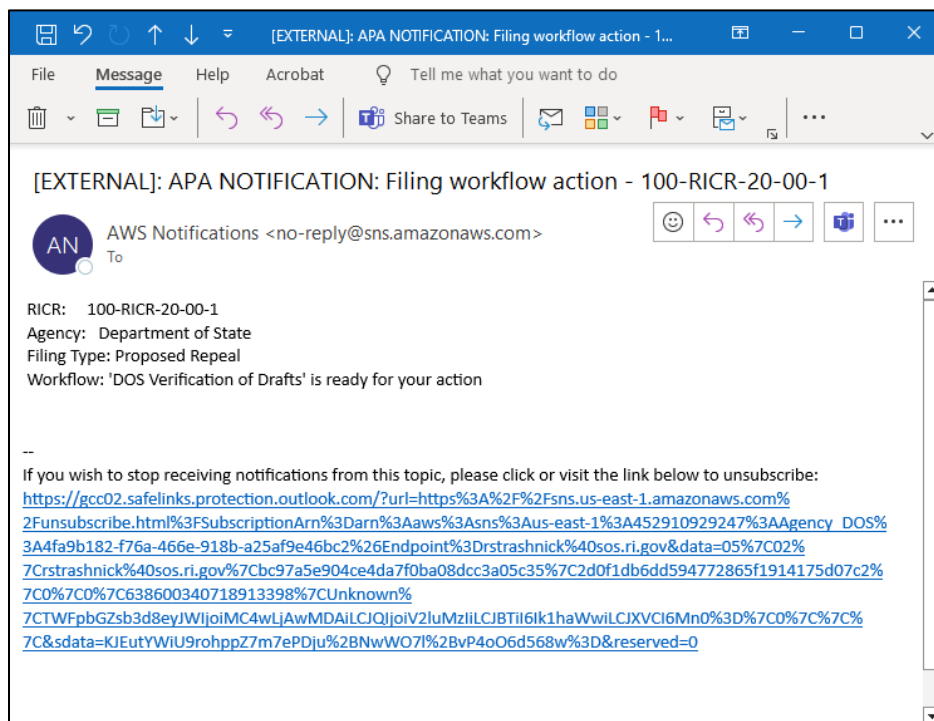 [EXTERNAL]: APA NOTIFICATION: Filing workflow action - 1...
File Message Help Acrobat Tell me what you want to do
Share to Teams
[EXTERNAL]: APA NOTIFICATION: Filing workflow action - 100-RICR-20-00-1
AN
AWS Notifications <no-reply@sns.amazonaws.com>
To
RICR: 100-RICR-20-00-1
Agency: Department of State
Filing Type: Proposed Repeal
Workflow: 'DOS Verification of Drafts' is ready for your action
--
If you wish to stop receiving notifications from this topic, please click or visit the link below to unsubscribe:
https://gcc02.safelinks.protection.outlook.com/?url=https%3A%2F%2Fsns.us-east-1.amazonaws.com%
2Funsubscribe.html%3FSubscriptionArn%3Darn%3Aaws%3Asns%3Aus-east-1%3A452910929247%3AAgency_DOS%
3A4fa9b182-f76a-466e-918b-a25af9e46bc2%26Endpoint%3Drstrashnick%40sos.ri.gov&data=05%7C02%
7Crstrashnick%40sos.ri.gov%7Cbc97a5e904ce4da7f0ba08dcc3a05c35%7C2d0f1db6dd594772865f1914175d07c2%
7C0%7C0%7C638600340718913398%7CUnknown%
7CTWFpbGZsb3d8eyJWIjoiMC4wLjAwMDAiLCJQIjoiV2luMzIiLCJBTiI6Ik1haWwiLCJXVCI6Mn0%3D%7C0%7C%7C%
7C&sdata=KJEutYWiU9rohppZ7m7ePDju%2BNwWO7l%2BvP4oO6d568w%3D&reserved=0